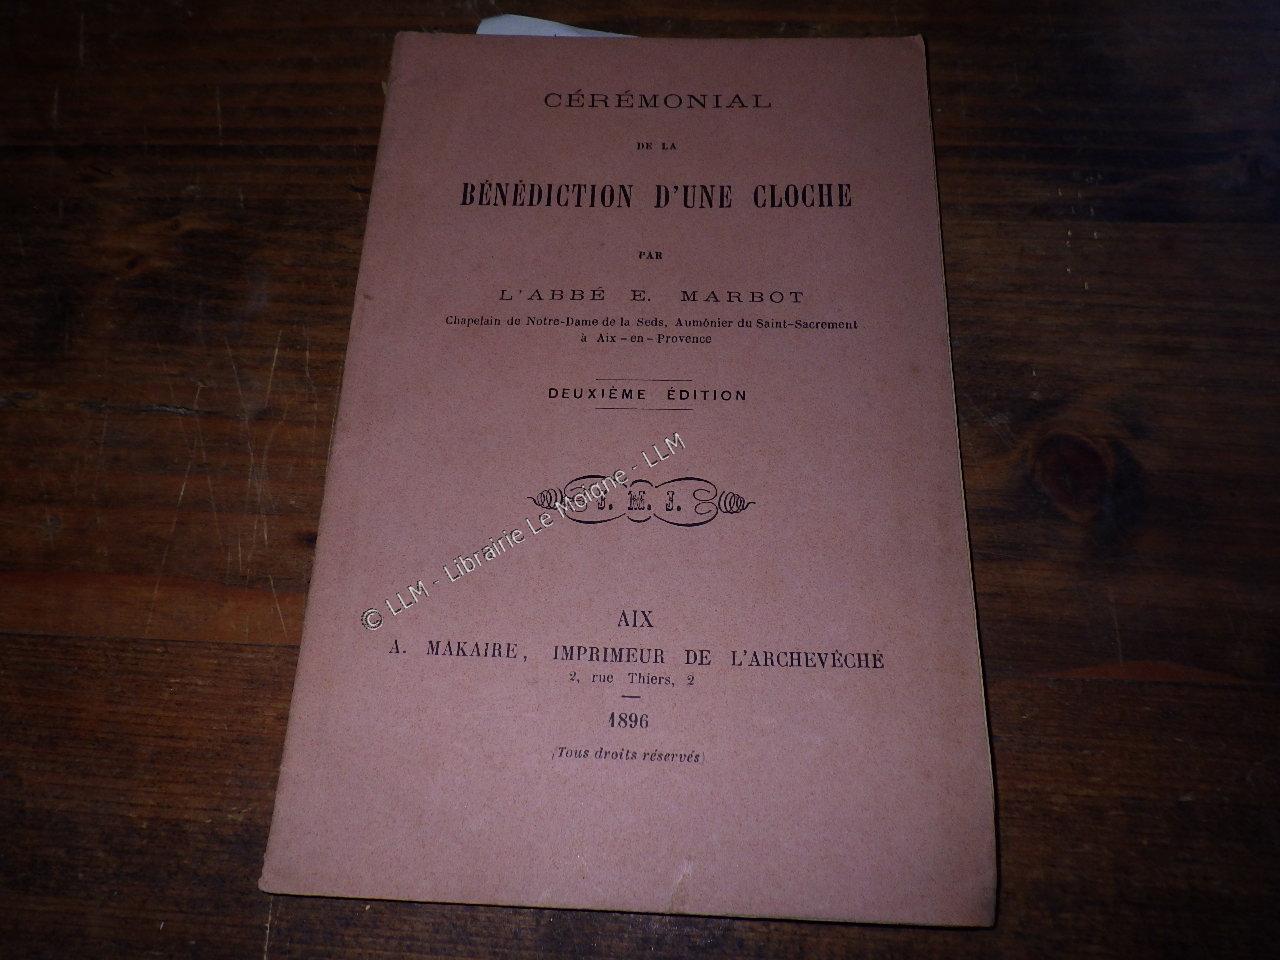 CÉRÉMONIAL
DE LA
BÉNÉDICTION D'UNE CLOCHE
PAR
L'ABBÉ E. MARBOT
Chapelain de Notre-Dame de la Seds, Aumônier du Saint-Sacrement
à Aix-en-Provence
DEUXIÈME ÉDITION
J. M. J.
© LLM - Librairie Le Moigne - LLM
AIX
A. MAKAIRE, IMPRIMEUR DE L'ARCHEVÊCHÉ
2, rue Thiers, 2
1896
(Tous droits réservés)